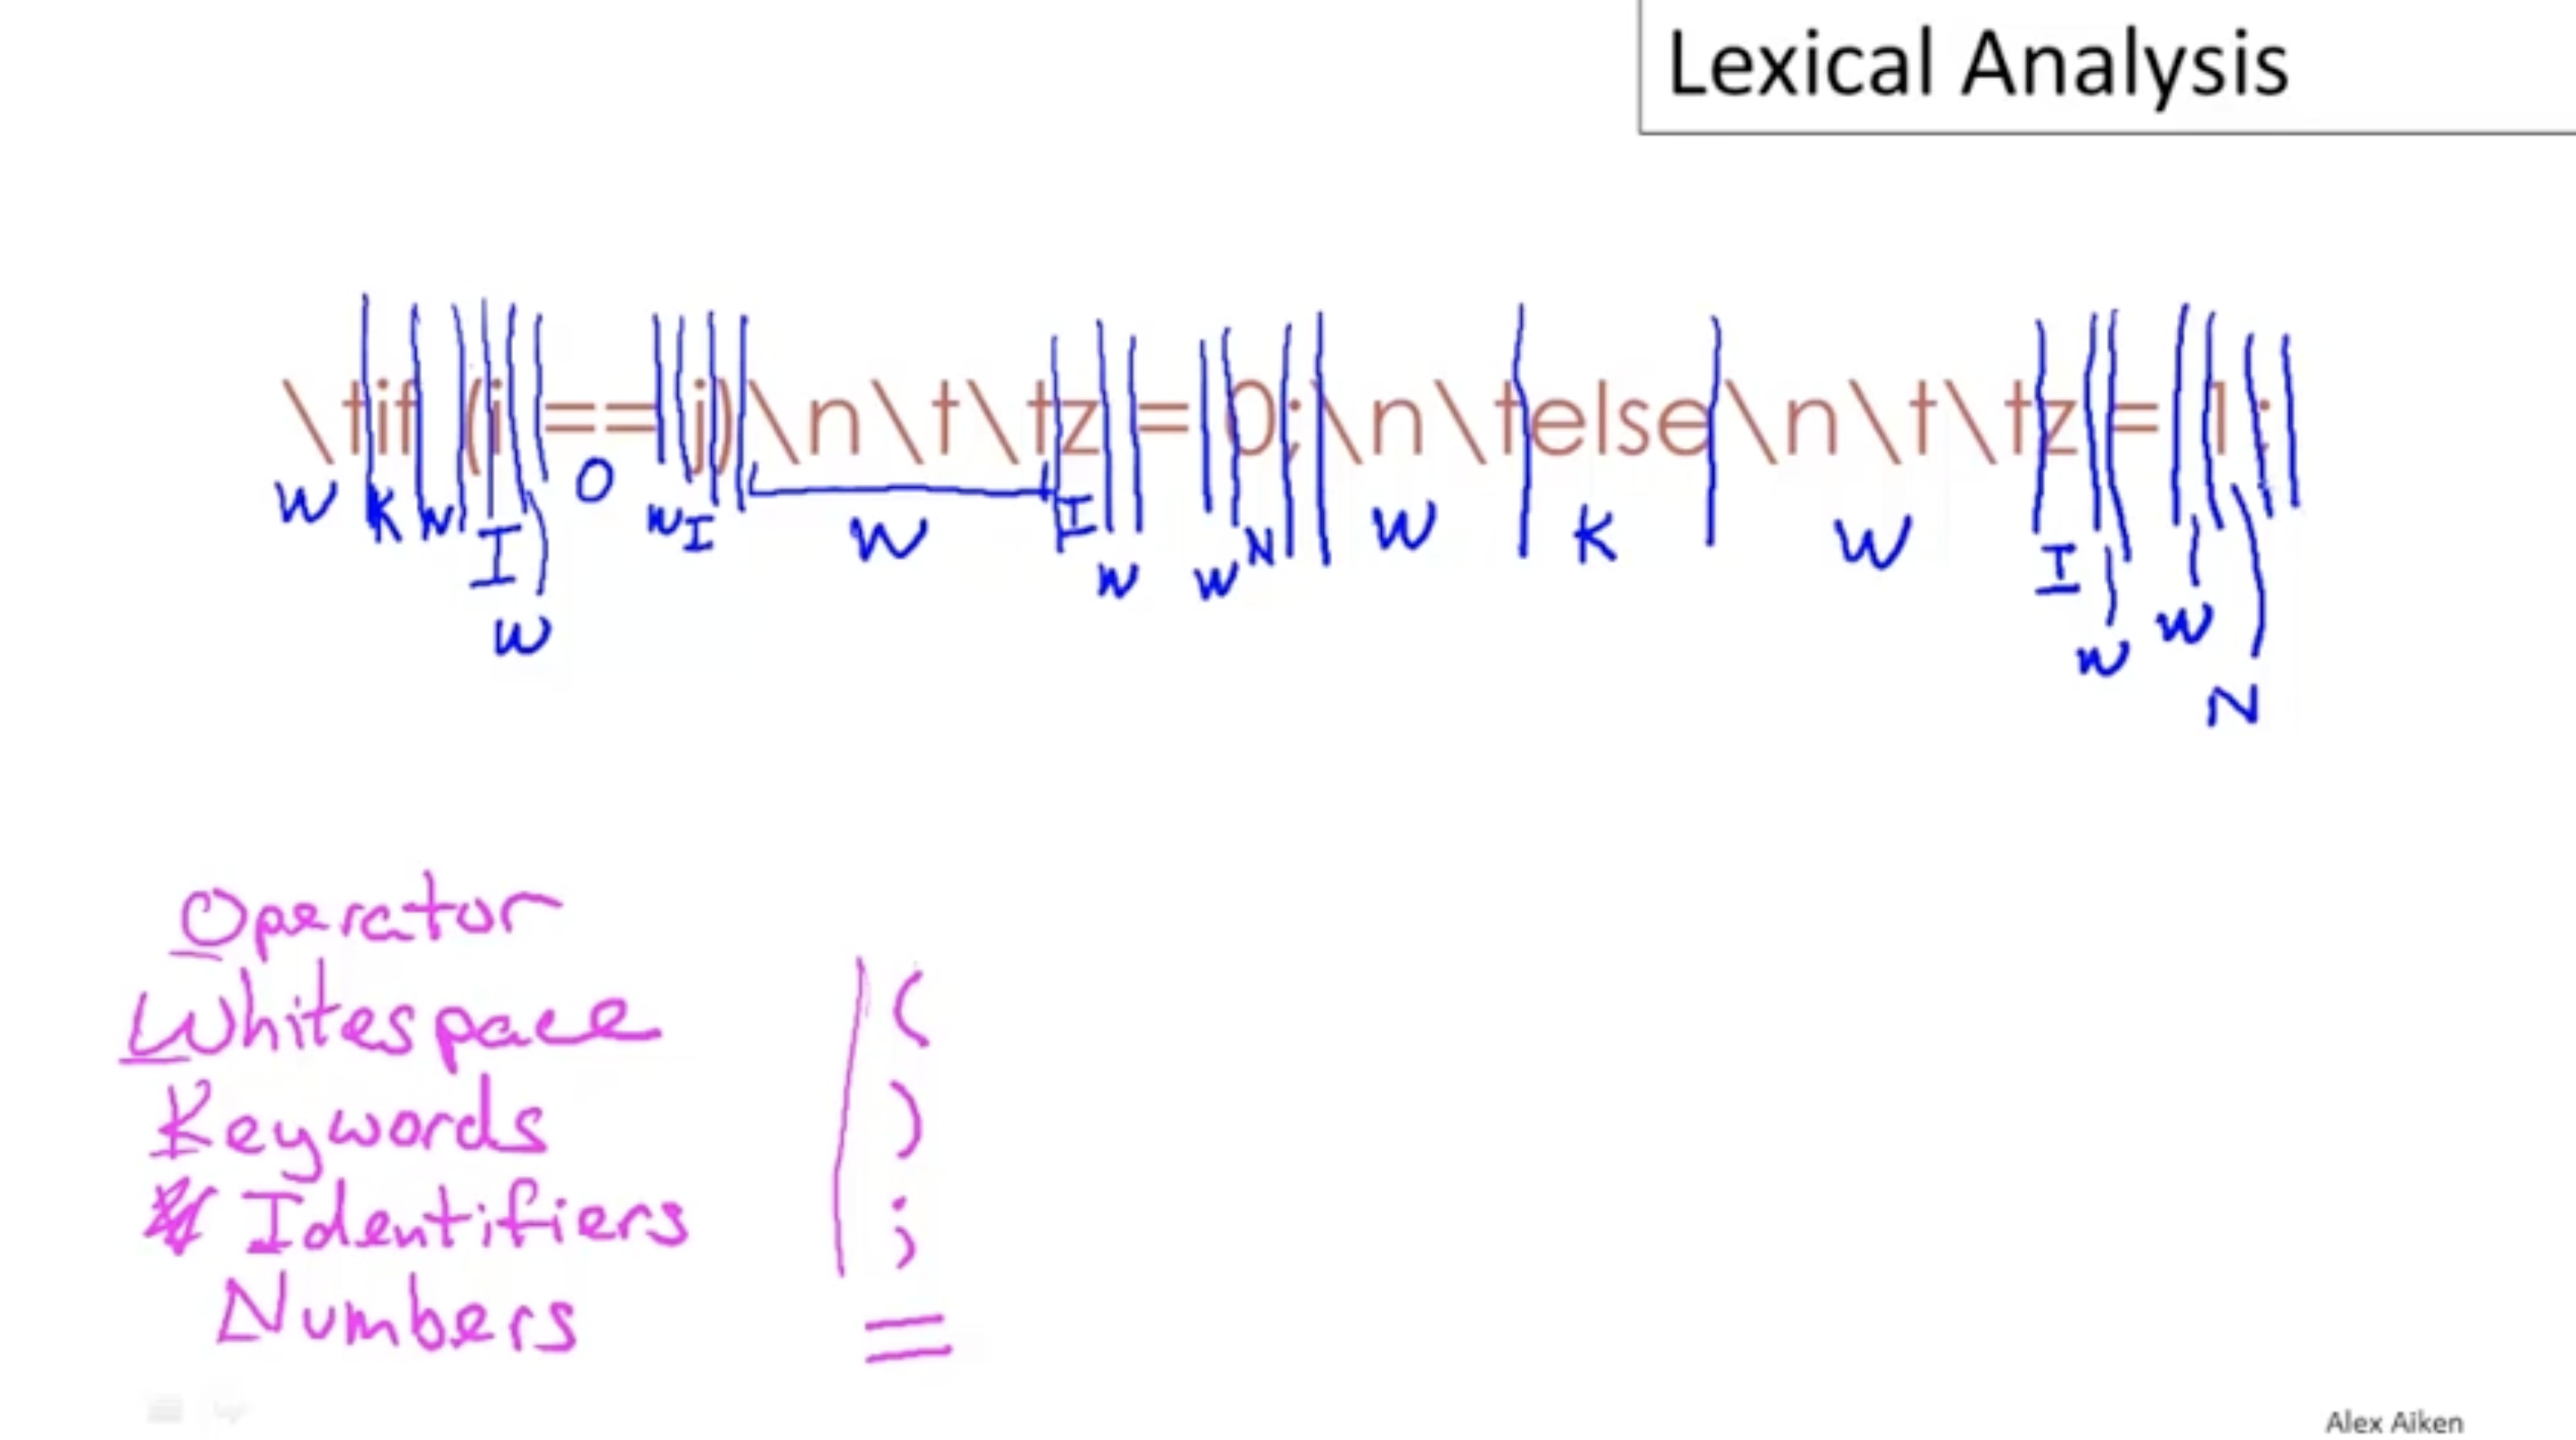 Lexical Analysis
\tif (i == j)\n\t\tz = 0;\n\telse\n\t\tz = 1;
W K W I W O W I W I W W N W K W I W W N
Operator
Whitespace (
Keywords )
Identifiers ;
Numbers =
Alex Aiken